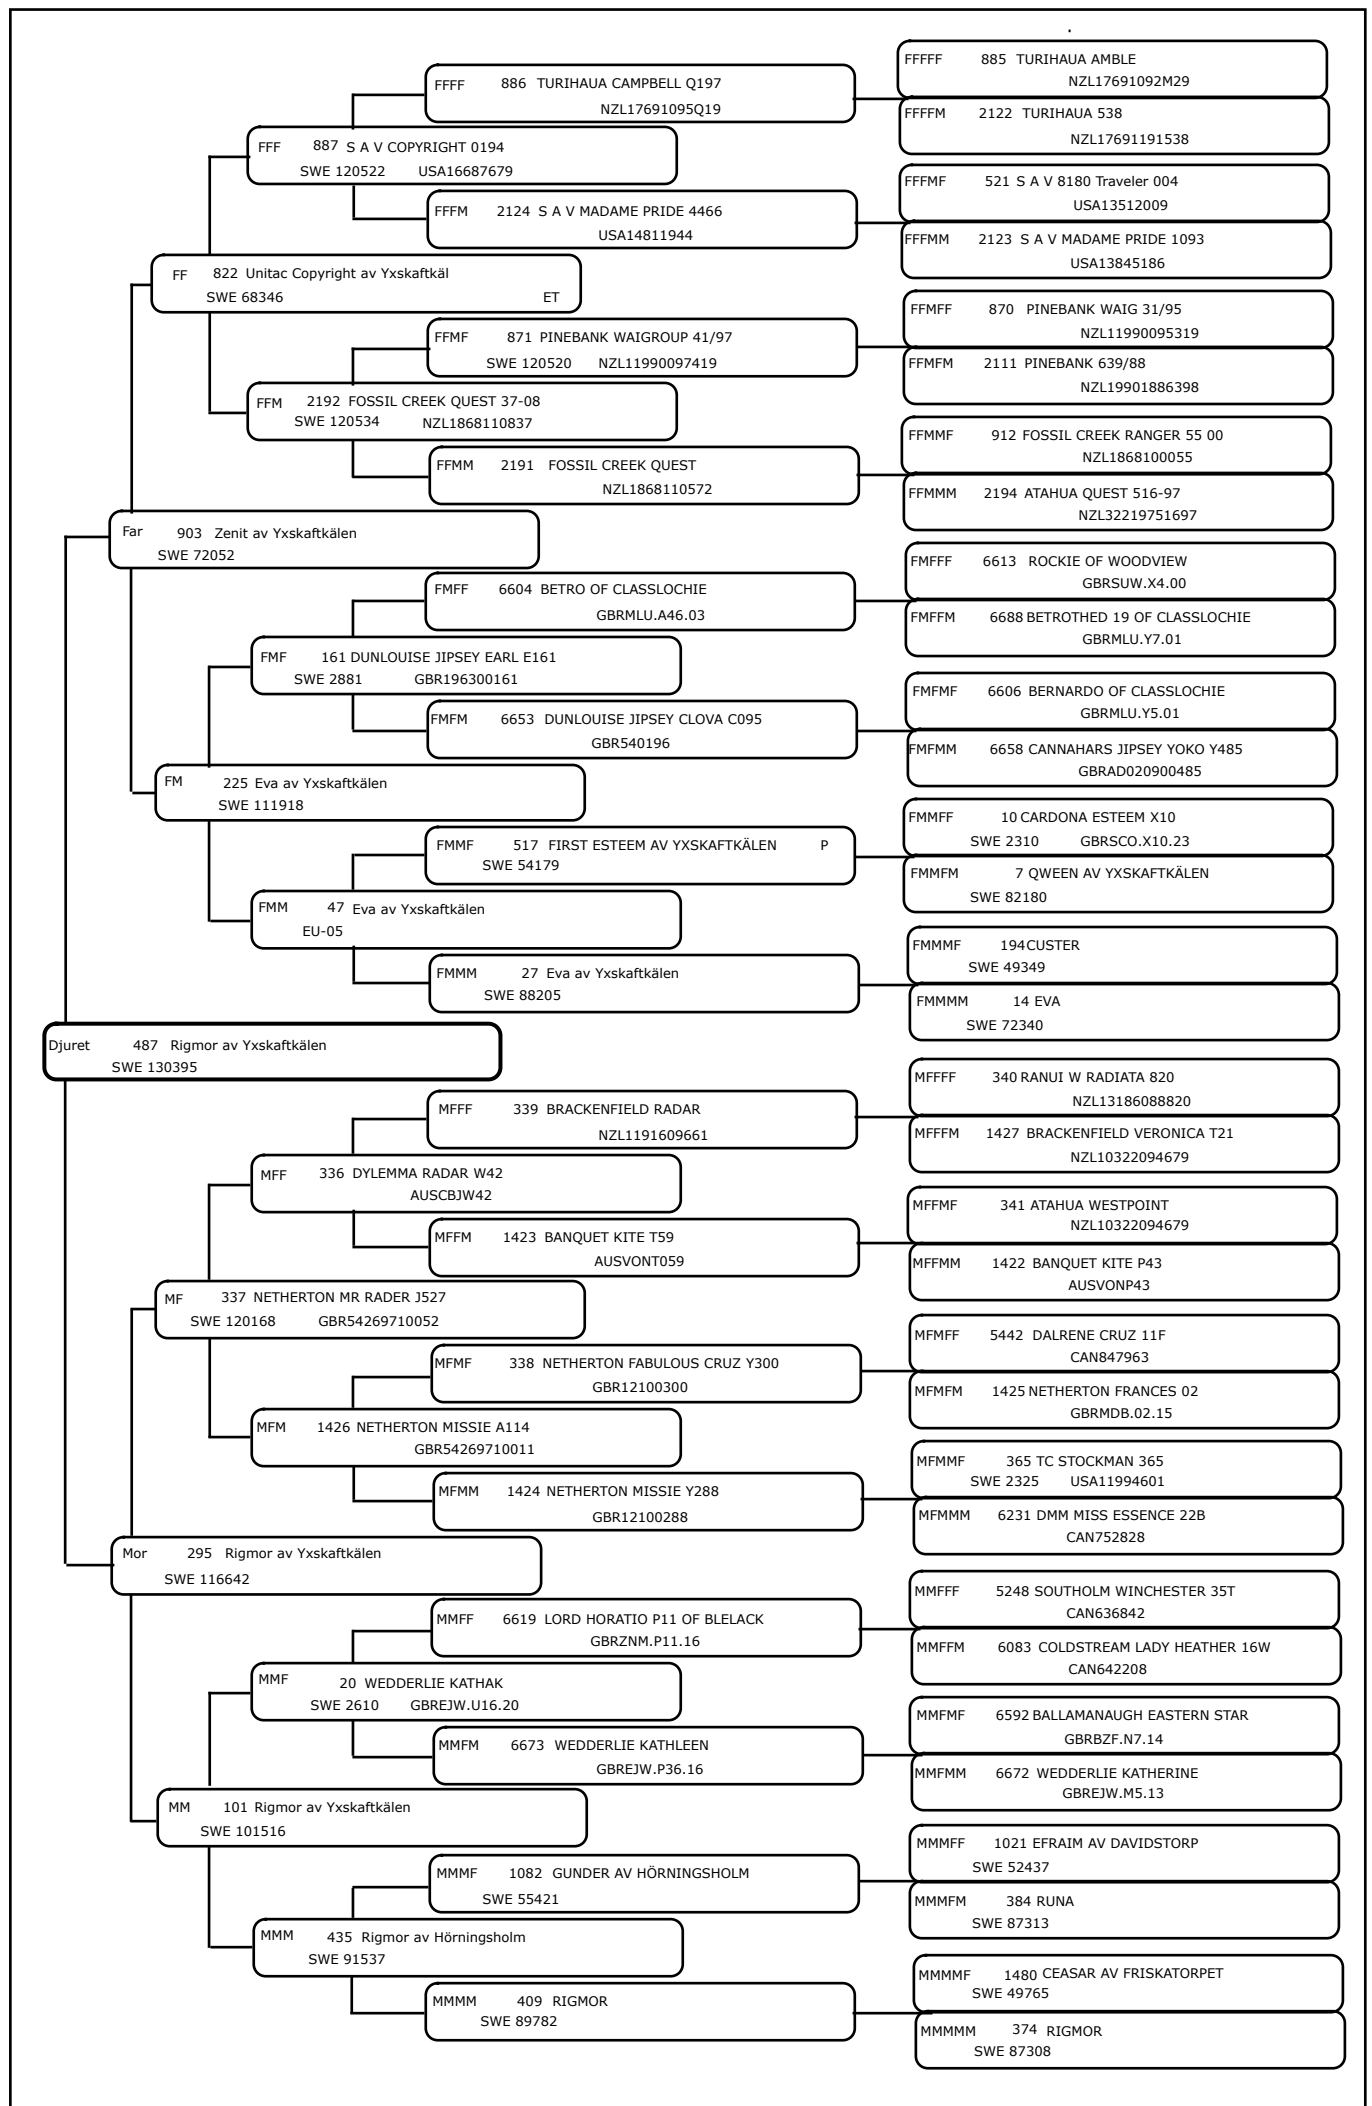 FFFFF 885 TURIHAUA AMBLE
NZL17691092M29
FFFF 886 TURIHAUA CAMPBELL Q197
NZL17691095Q19
FFFFM 2122 TURIHAUA 538
NZL17691191538
FFF 887 S A V COPYRIGHT 0194
SWE 120522 USA16687679
FFFMF 521 S A V 8180 Traveler 004
USA13512009
FFFM 2124 S A V MADAME PRIDE 4466
USA14811944
FFFMM 2123 S A V MADAME PRIDE 1093
USA13845186
FF 822 Unitac Copyright av Yxskaftkäl
SWE 68346 ET
FFMFF 870 PINEBANK WAIG 31/95
NZL11990095319
FFMF 871 PINEBANK WAIGROUP 41/97
SWE 120520 NZL11990097419
FFMFM 2111 PINEBANK 639/88
NZL19901886398
FFM 2192 FOSSIL CREEK QUEST 37-08
SWE 120534 NZL1868110837
FFMMF 912 FOSSIL CREEK RANGER 55 00
NZL1868100055
FFMM 2191 FOSSIL CREEK QUEST
NZL1868110572
FFMMM 2194 ATAHUA QUEST 516-97
NZL32219751697
Far 903 Zenit av Yxskaftkälen
SWE 72052
FMFFF 6613 ROCKIE OF WOODVIEW
GBRSUW.X4.00
FMFF 6604 BETRO OF CLASSLOCHIE
GBRMLU.A46.03
FMFFM 6688 BETROTHED 19 OF CLASSLOCHIE
GBRMLU.Y7.01
FMF 161 DUNLOUISE JIPSEY EARL E161
SWE 2881 GBR196300161
FMFMF 6606 BERNARDO OF CLASSLOCHIE
GBRMLU.Y5.01
FMFM 6653 DUNLOUISE JIPSEY CLOVA C095
GBR540196
FMFMM 6658 CANNAHARS JIPSEY YOKO Y485
GBRAD020900485
FM 225 Eva av Yxskaftkälen
SWE 111918
FMMFF 10 CARDONA ESTEEM X10
SWE 2310 GBRSCO.X10.23
FMMF 517 FIRST ESTEEM AV YXSKAFTKÄLEN P
SWE 54179
FMMFM 7 QWEEN AV YXSKAFTKÄLEN
SWE 82180
FMM 47 Eva av Yxskaftkälen
EU-05
FMMMF 194 CUSTER
SWE 49349
FMMM 27 Eva av Yxskaftkälen
SWE 88205
FMMMM 14 EVA
SWE 72340
Djuret 487 Rigmor av Yxskaftkälen
SWE 130395
MFFFF 340 RANUI W RADIATA 820
NZL13186088820
MFFF 339 BRACKENFIELD RADAR
NZL1191609661
MFFFM 1427 BRACKENFIELD VERONICA T21
NZL10322094679
MFF 336 DYLEMMA RADAR W42
AUSCBJW42
MFFMF 341 ATAHUA WESTPOINT
NZL10322094679
MFFM 1423 BANQUET KITE T59
AUSVONT059
MFFMM 1422 BANQUET KITE P43
AUSVONP43
MF 337 NETHERTON MR RADER J527
SWE 120168 GBR54269710052
MFMFF 5442 DALRENE CRUZ 11F
CAN847963
MFMF 338 NETHERTON FABULOUS CRUZ Y300
GBR12100300
MFMFM 1425 NETHERTON FRANCES 02
GBRMDB.02.15
MFM 1426 NETHERTON MISSIE A114
GBR54269710011
MFMMF 365 TC STOCKMAN 365
SWE 2325 USA11994601
MFMM 1424 NETHERTON MISSIE Y288
GBR12100288
MFMMM 6231 DMM MISS ESSENCE 22B
CAN752828
Mor 295 Rigmor av Yxskaftkälen
SWE 116642
MMFFF 5248 SOUTHOLM WINCHESTER 35T
CAN636842
MMFF 6619 LORD HORATIO P11 OF BLELACK
GBRZNM.P11.16
MMFFM 6083 COLDSTREAM LADY HEATHER 16W
CAN642208
MMF 20 WEDDERLIE KATHAK
SWE 2610 GBREJW.U16.20
MMFMF 6592 BALLAMANAUGH EASTERN STAR
GBRBZF.N7.14
MMFM 6673 WEDDERLIE KATHLEEN
GBREJW.P36.16
MMFMM 6672 WEDDERLIE KATHERINE
GBREJW.M5.13
MM 101 Rigmor av Yxskaftkälen
SWE 101516
MMMFF 1021 EFRAIM AV DAVIDSTORP
SWE 52437
MMMF 1082 GUNDER AV HÖRNINGSHOLM
SWE 55421
MMMFM 384 RUNA
SWE 87313
MMM 435 Rigmor av Hörningsholm
SWE 91537
MMMMF 1480 CEASAR AV FRISKATORPET
SWE 49765
MMMM 409 RIGMOR
SWE 89782
MMMMM 374 RIGMOR
SWE 87308